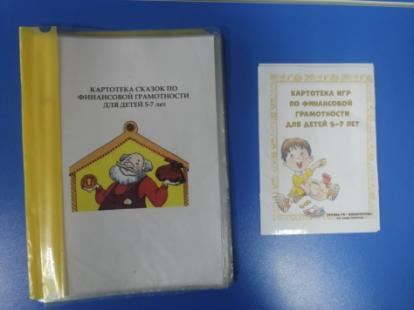 КАРТОТЕКА СКАЗОК ПО
ФИНАНСОВОЙ ГРАМОТНОСТИ
ДЛЯ ДЕТЕЙ 5-7 лет
КАРТОТЕКА ИГР
ПО ФИНАНСОВОЙ
ГРАМОТНОСТИ
ДЛЯ ДЕТЕЙ 5-7 ЛЕТ